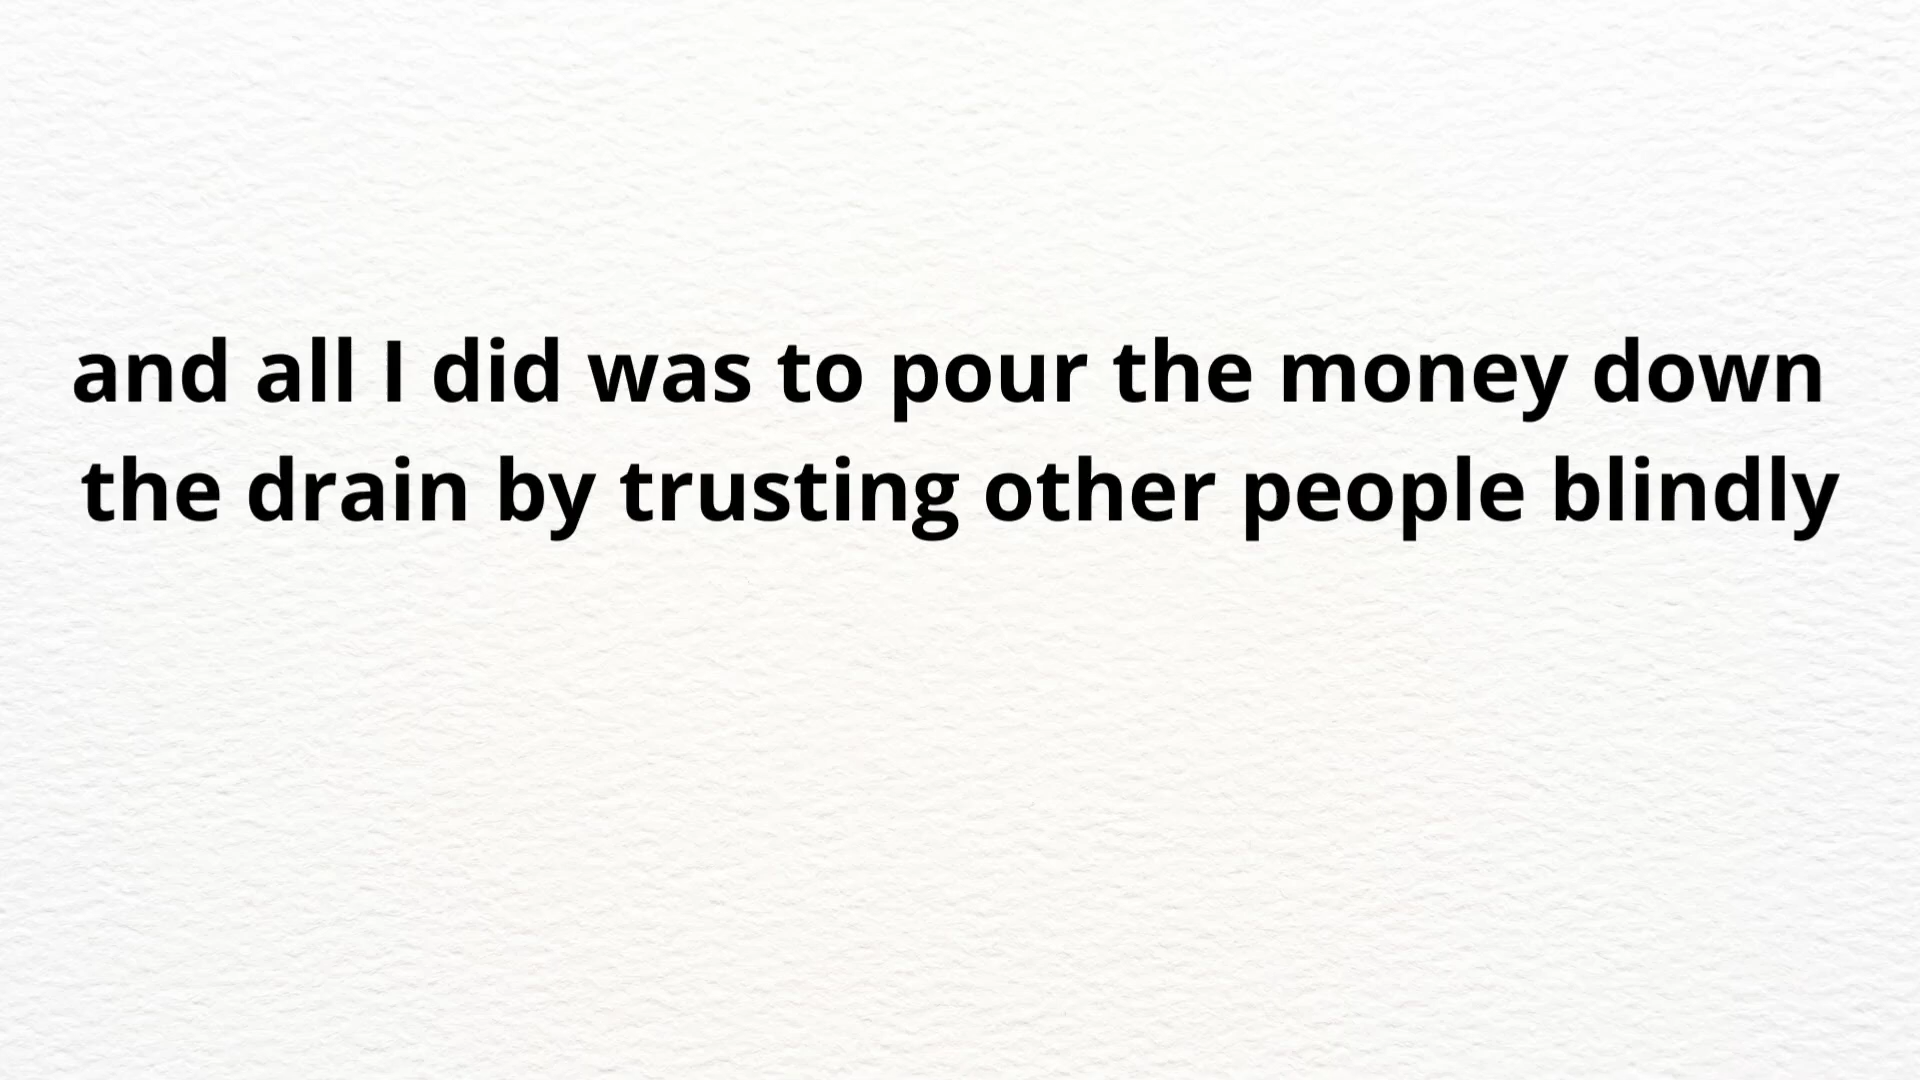 and all I did was to pour the money down
the drain by trusting other people blindly